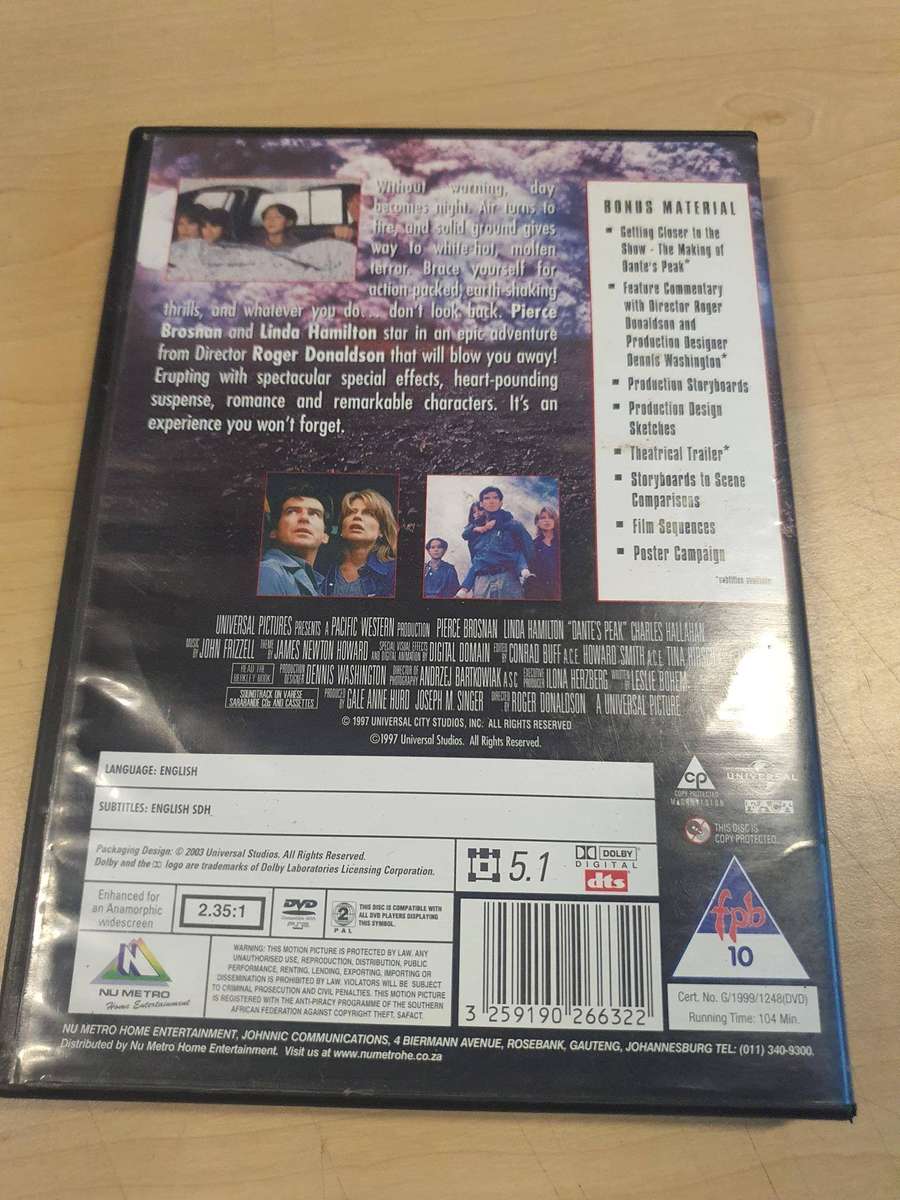 Without warning, day
becomes night. Air turns to
fire, and solid ground gives
way to white-hot, molten
terror. Brace yourself for
action-packed, earth-shaking
thrills, and whatever you do.... don't look back. Pierce
Brosnan and Linda Hamilton star in an epic adventure
from Director Roger Donaldson that will blow you away!
Erupting with spectacular special effects, heart-pounding
suspense, romance and remarkable characters. It's an
experience you won't forget.
BONUS MATERIAL
▪ Getting Closer to the
Show - The Making of
Dante's Peak*
▪ Feature Commentary
with Director Roger
Donaldson and
Production Designer
Dennis Washington*
▪ Production Storyboards
▪ Production Design
Sketches
▪ Theatrical Trailer*
▪ Storyboards to Scene
Comparisons
▪ Film Sequences
▪ Poster Campaign
*subtitles available
UNIVERSAL PICTURES PRESENTS A PACIFIC WESTERN PRODUCTION PIERCE BROSNAN LINDA HAMILTON "DANTE'S PEAK" CHARLES HALLAHAN
MUSIC BY JOHN FRIZZELL THEME BY JAMES NEWTON HOWARD SPECIAL VISUAL EFFECTS AND DIGITAL ANIMATION BY DIGITAL DOMAIN EDITED BY CONRAD BUFF A.C.E. HOWARD SMITH A.C.E. TINA
READ THE BERKLEY BOOK PRODUCTION DESIGNER DENNIS WASHINGTON DIRECTOR OF PHOTOGRAPHY ANDRZEJ BARTKOWIAK A.S.C. EXECUTIVE PRODUCER ILONA HERZBERG WRITTEN BY LESLIE BOHEM
SOUNDTRACK ON VARESE SARABANDE CDs AND CASSETTES PRODUCED BY GALE ANNE HURD JOSEPH M. SINGER DIRECTED BY ROGER DONALDSON A UNIVERSAL PICTURE
© 1997 UNIVERSAL CITY STUDIOS, INC. ALL RIGHTS RESERVED
©1997 Universal Studios. All Rights Reserved.
LANGUAGE: ENGLISH
SUBTITLES: ENGLISH SDH
cp
COPY PROTECTED
MACROVISION
UNIVERSAL
THIS DISC IS
COPY PROTECTED.
Packaging Design: © 2003 Universal Studios. All Rights Reserved.
Dolby and the logo are trademarks of Dolby Laboratories Licensing Corporation.
5.1
DOLBY
DIGITAL
dts
Enhanced for
an Anamorphic
widescreen
2.35:1
DVD
2
PAL
THIS DISC IS COMPATIBLE WITH
ALL DVD PLAYERS DISPLAYING
THIS SYMBOL.
fpb
10
NU METRO
Home Entertainment
WARNING: THIS MOTION PICTURE IS PROTECTED BY LAW. ANY
UNAUTHORISED USE, REPRODUCTION, DISTRIBUTION, PUBLIC
PERFORMANCE, RENTING, LENDING, EXPORTING, IMPORTING OR
DISSEMINATION IS PROHIBITED BY LAW. VIOLATORS WILL BE SUBJECT
TO CRIMINAL PROSECUTION AND CIVIL PENALTIES. THIS MOTION PICTURE
IS REGISTERED WITH THE ANTI-PIRACY PROGRAMME OF THE SOUTHERN
AFRICAN FEDERATION AGAINST COPYRIGHT THEFT, SAFACT.
3 259190 266322
Cert. No. G/1999/1248(DVD)
Running Time: 104 Min.
NU METRO HOME ENTERTAINMENT, JOHNNIC COMMUNICATIONS, 4 BIERMANN AVENUE, ROSEBANK, GAUTENG, JOHANNESBURG TEL: (011) 340-9300.
Distributed by Nu Metro Home Entertainment. Visit us at www.numetrohe.co.za